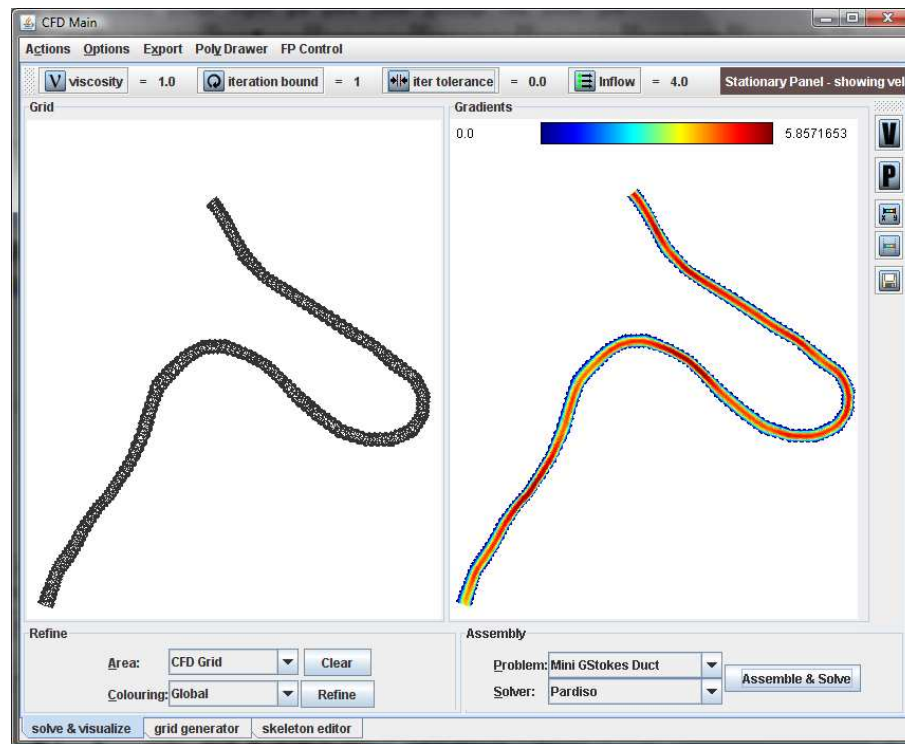 CFD Main
Actions Options Export Poly Drawer FP Control
V viscosity = 1.0 iteration bound = 1 iter tolerance = 0.0 Inflow = 4.0 Stationary Panel - showing vel
Grid Gradients
0.0 5.8571653
V
P
Refine Assembly
Area: CFD Grid Clear Problem: Mini GStokes Duct
Colouring: Global Refine Solver: Pardiso Assemble & Solve
solve & visualize grid generator skeleton editor